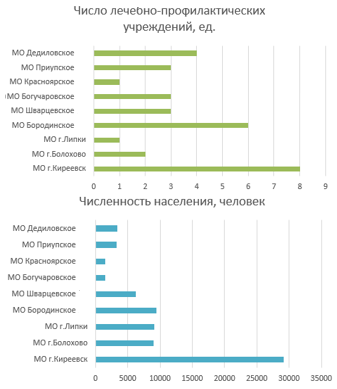 Число лечебно-профилактических
учреждений, ед.
МО Дедиловское
МО Приупское
МО Красноярское
МО Богучаровское
МО Шварцевское
МО Бородинское
МО г.Липки
МО г.Болохово
МО г.Киреевск
0 1 2 3 4 5 6 7 8 9
Численность населения, человек
МО Дедиловское
МО Приупское
МО Красноярское
МО Богучаровское
МО Шварцевское
МО Бородинское
МО г.Липки
МО г.Болохово
МО г.Киреевск
0 5000 10000 15000 20000 25000 30000 35000